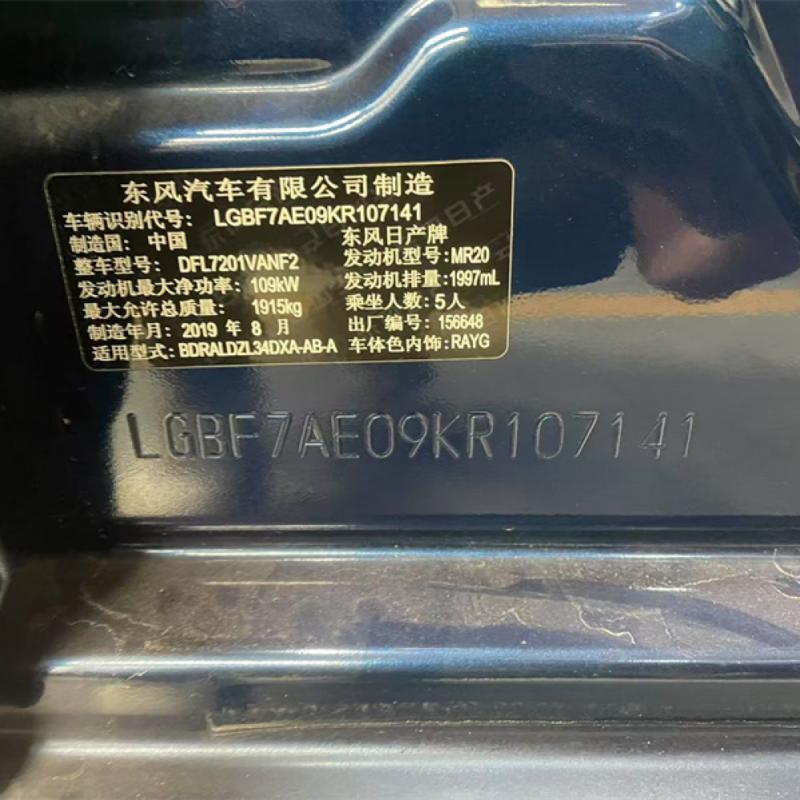 东风汽车有限公司制造
车辆识别代号: LGBF7AE09KR107141
制造国: 中国 东风日产牌
整车型号: DFL7201VANF2 发动机型号:MR20
发动机最大净功率: 109kW 发动机排量:1997mL
最大允许总质量: 1915kg 乘坐人数:5人
制造年月: 2019 年 8 月 出厂编号: 156648
适用型式: BDRALDZL34DXA-AB-A 车体色内饰:RAYG
LGBF7AE09KR107141